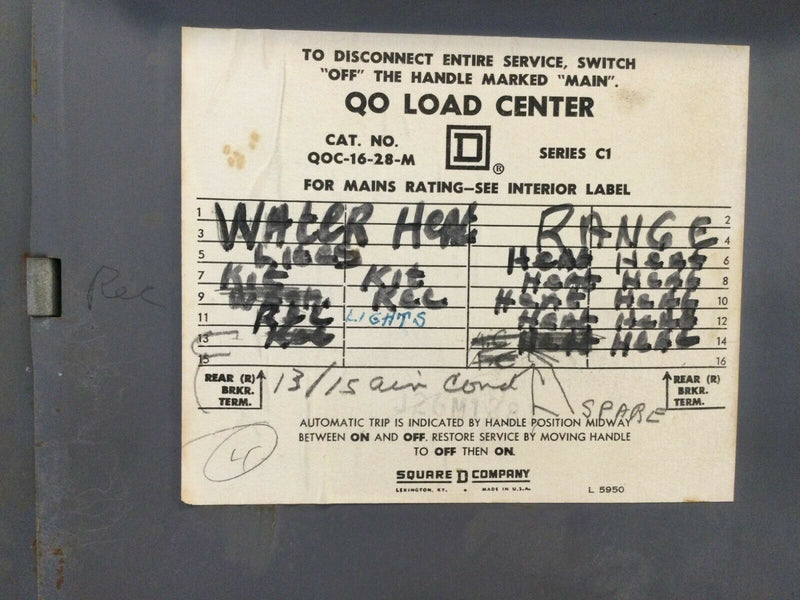 TO DISCONNECT ENTIRE SERVICE, SWITCH
"OFF" THE HANDLE MARKED "MAIN".
QO LOAD CENTER
CAT. NO.
QOC-16-28-M
D ®
SERIES C1
FOR MAINS RATING—SEE INTERIOR LABEL
1 2
WATER RANGE
3 4
5 HEAT HEAT 6
7 KIT KIT HEAT HEAT 8
9 REC HEAT HEAT 10
Rec
11 REC LIGHTS HEAT HEAT 12
13 HEAT 14
15 16
REAR (R)
BRKR.
TERM.
13/15 air Cond
SPARE
REAR (R)
BRKR.
TERM.
AUTOMATIC TRIP IS INDICATED BY HANDLE POSITION MIDWAY
BETWEEN ON AND OFF. RESTORE SERVICE BY MOVING HANDLE
TO OFF THEN ON.
SQUARE D COMPANY
LEXINGTON, KY. • MADE IN U.S.A.
L 5950